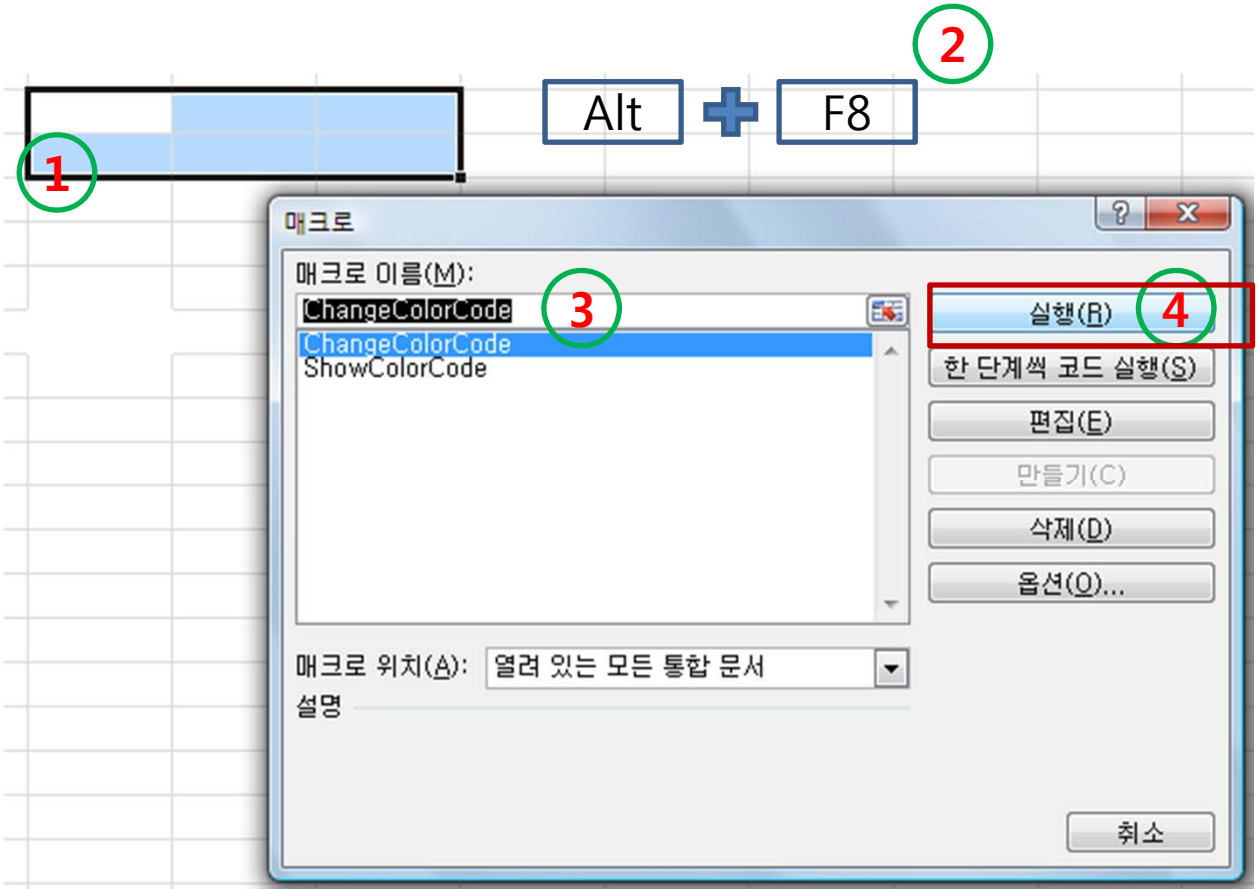 2
Alt F8
1
매크로
매크로 이름(M):
ChangeColorCode 3
ChangeColorCode
ShowColorCode
실행(R) 4
한 단계씩 코드 실행(S)
편집(E)
만들기(C)
삭제(D)
옵션(O)...
매크로 위치(A): 열려 있는 모든 통합 문서
설명
취소